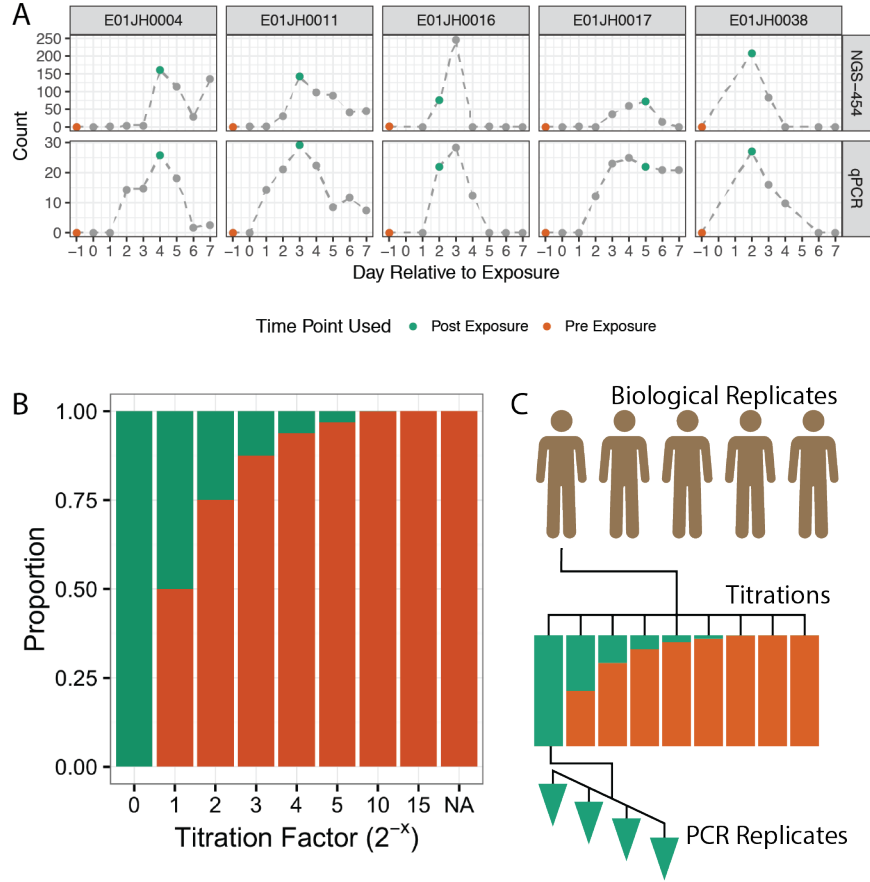 A
E01JH0004 E01JH0011 E01JH0016 E01JH0017 E01JH0038
250
200
150
100
50
0
NGS−454
Count
30
20
10
0
qPCR
−1 0 1 2 3 4 5 6 7 −1 0 1 2 3 4 5 6 7 −1 0 1 2 3 4 5 6 7 −1 0 1 2 3 4 5 6 7 −1 0 1 2 3 4 5 6 7
Day Relative to Exposure
Time Point Used Post Exposure Pre Exposure
B
1.00
0.75
0.50
0.25
0.00
Proportion
0 1 2 3 4 5 10 15 NA
Titration Factor (2⁻ˣ)
C
Biological Replicates
Titrations
PCR Replicates